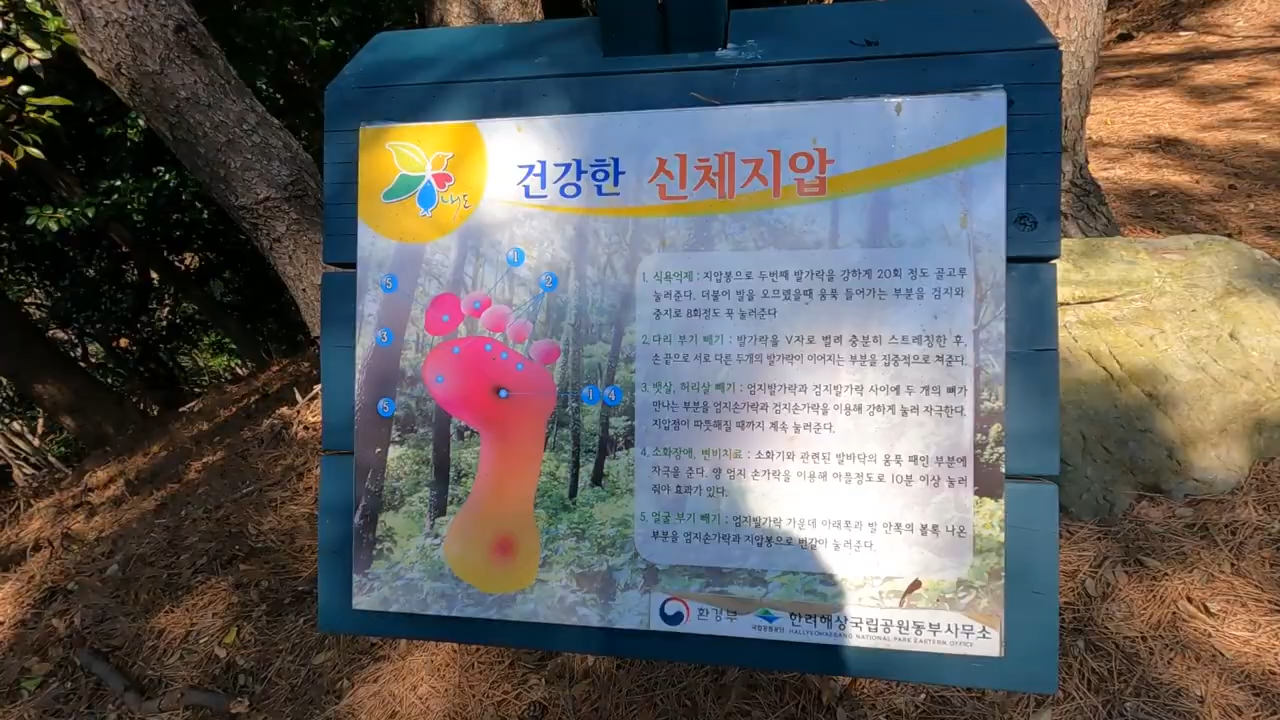 내도
건강한 신체지압
1
2
5
3
5
1 4
1. 식욕억제 : 지압봉으로 두번째 발가락을 강하게 20회 정도 골고루
눌러준다. 더불어 발을 오므렸을때 움푹 들어가는 부분을 검지와
중지로 8회정도 꾹 눌러준다
2. 다리 부기 빼기 : 발가락을 V자로 벌려 충분히 스트레칭한 후,
손 끝으로 서로 다른 두개의 발가락이 이어지는 부분을 집중적으로 쳐준다.
3. 뱃살, 허리살 빼기 : 엄지발가락과 검지발가락 사이에 두 개의 뼈가
만나는 부분을 엄지손가락과 검지손가락을 이용해 강하게 눌러 자극한다.
지압점이 따뜻해질 때까지 계속 눌러준다.
4. 소화장애, 변비치료 : 소화기와 관련된 발바닥의 움푹 패인 부분에
자극을 준다. 양 엄지 손가락을 이용해 아플정도로 10분 이상 눌러
줘야 효과가 있다.
5. 얼굴 부기 빼기 : 엄지발가락 가운데 아래쪽과 발 안쪽의 볼록 나온
부분을 엄지손가락과 지압봉으로 번갈아 눌러준다.
환경부 국립공원공단 한려해상국립공원동부사무소
HALLYEOHAESANG NATIONAL PARK EASTERN OFFICE